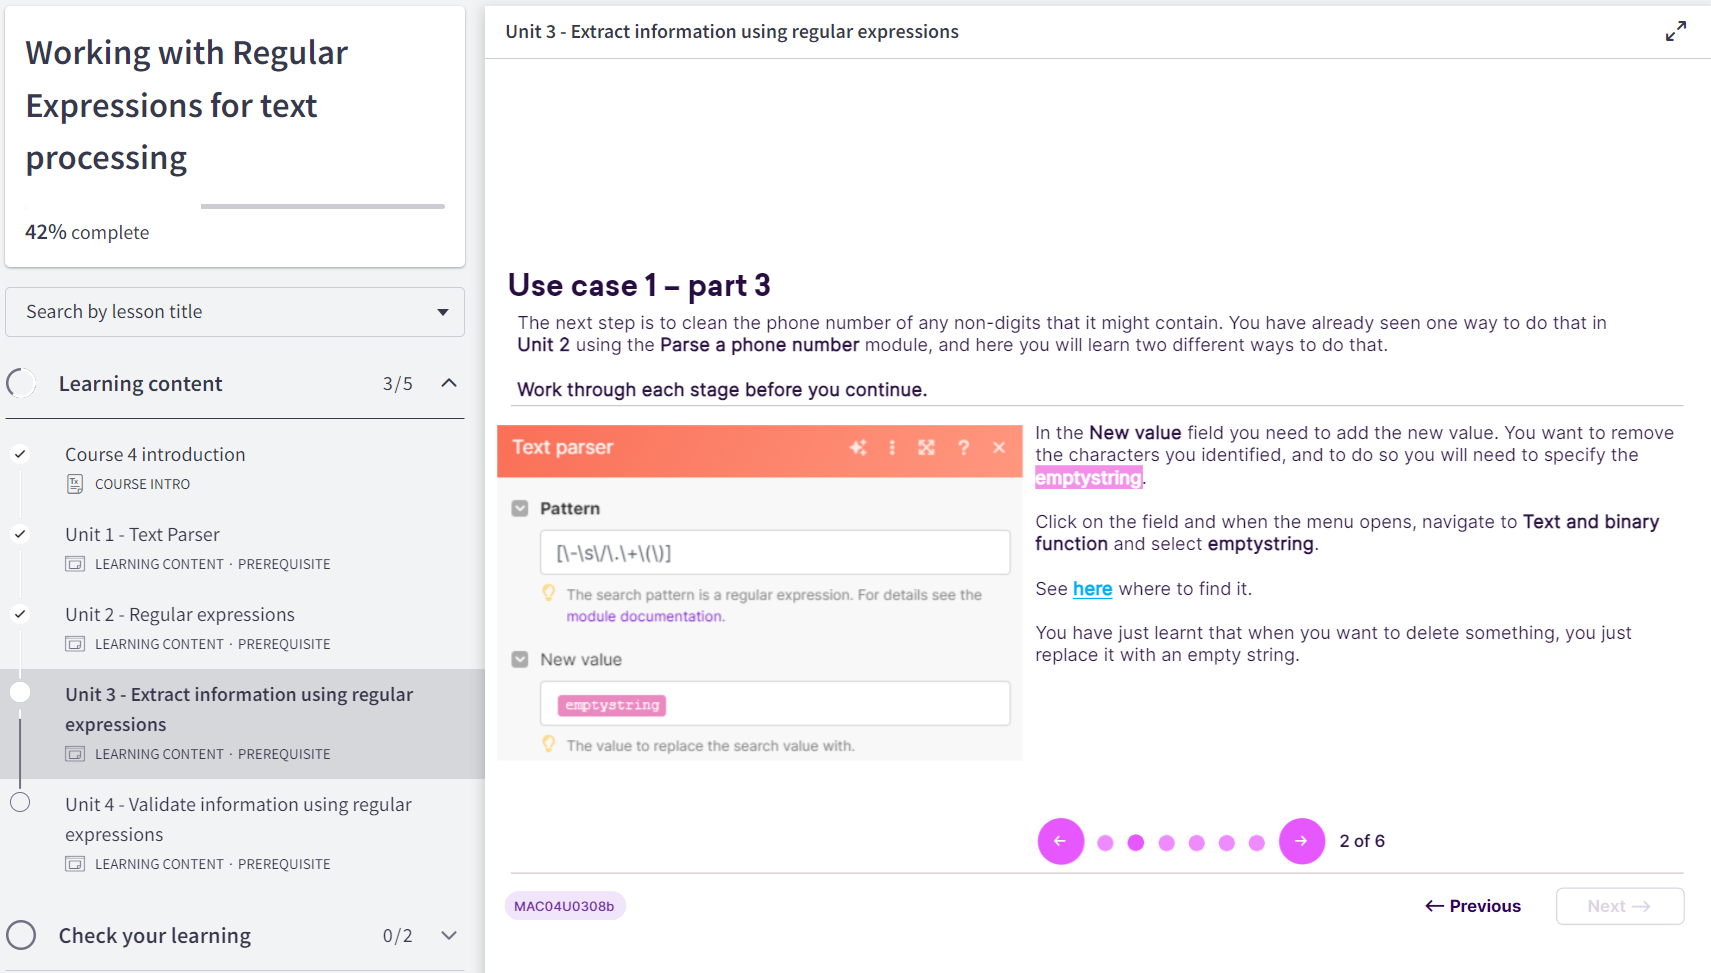 Working with Regular
Expressions for text
processing
42% complete
Search by lesson title
Learning content 3/5
Course 4 introduction
COURSE INTRO
Unit 1 - Text Parser
LEARNING CONTENT · PREREQUISITE
Unit 2 - Regular expressions
LEARNING CONTENT · PREREQUISITE
Unit 3 - Extract information using regular
expressions
LEARNING CONTENT · PREREQUISITE
Unit 4 - Validate information using regular
expressions
LEARNING CONTENT · PREREQUISITE
Check your learning 0/2
Unit 3 - Extract information using regular expressions
Use case 1 – part 3
The next step is to clean the phone number of any non-digits that it might contain. You have already seen one way to do that in
Unit 2 using the Parse a phone number module, and here you will learn two different ways to do that.
Work through each stage before you continue.
Text parser
Pattern
[\-\s\/\.\+\(\)]
The search pattern is a regular expression. For details see the
module documentation.
New value
emptystring
The value to replace the search value with.
In the New value field you need to add the new value. You want to remove
the characters you identified, and to do so you will need to specify the
emptystring.
Click on the field and when the menu opens, navigate to Text and binary
function and select emptystring.
See here where to find it.
You have just learnt that when you want to delete something, you just
replace it with an empty string.
2 of 6
MAC04U0308b
← Previous
Next →